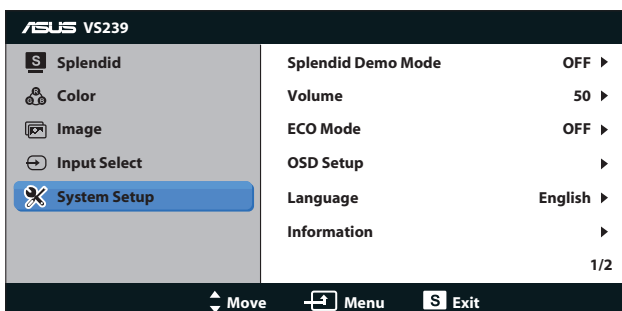 ASUS VS239
S Splendid
Color
Image
Input Select
System Setup
Splendid Demo Mode OFF
Volume 50
ECO Mode OFF
OSD Setup
Language English
Information
1/2
Move Menu S Exit